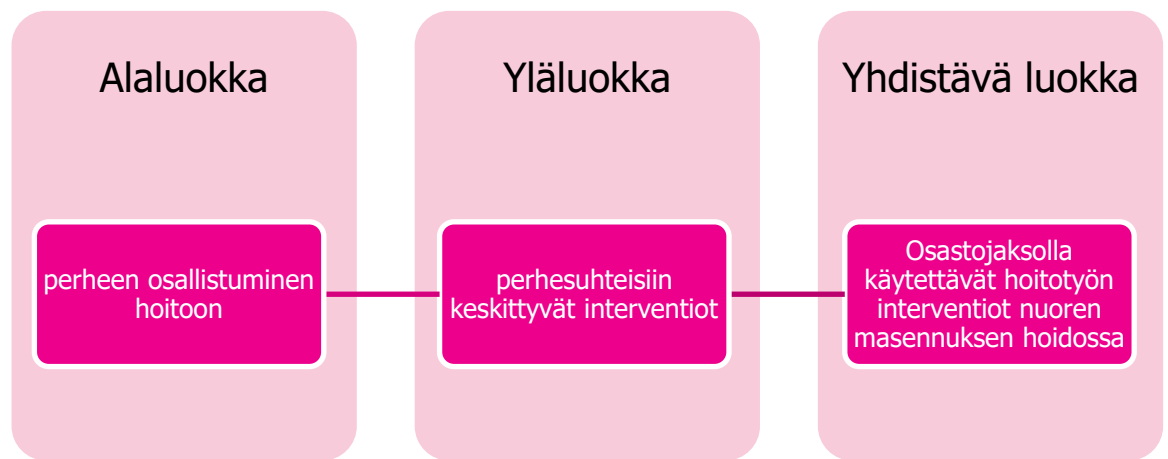 Alaluokka
perheen osallistuminen
hoitoon
Yläluokka
perhesuhteisiin
keskittyvät interventiot
Yhdistävä luokka
Osastojaksolla
käytettävät hoitotyön
interventiot nuoren
masennuksen hoidossa